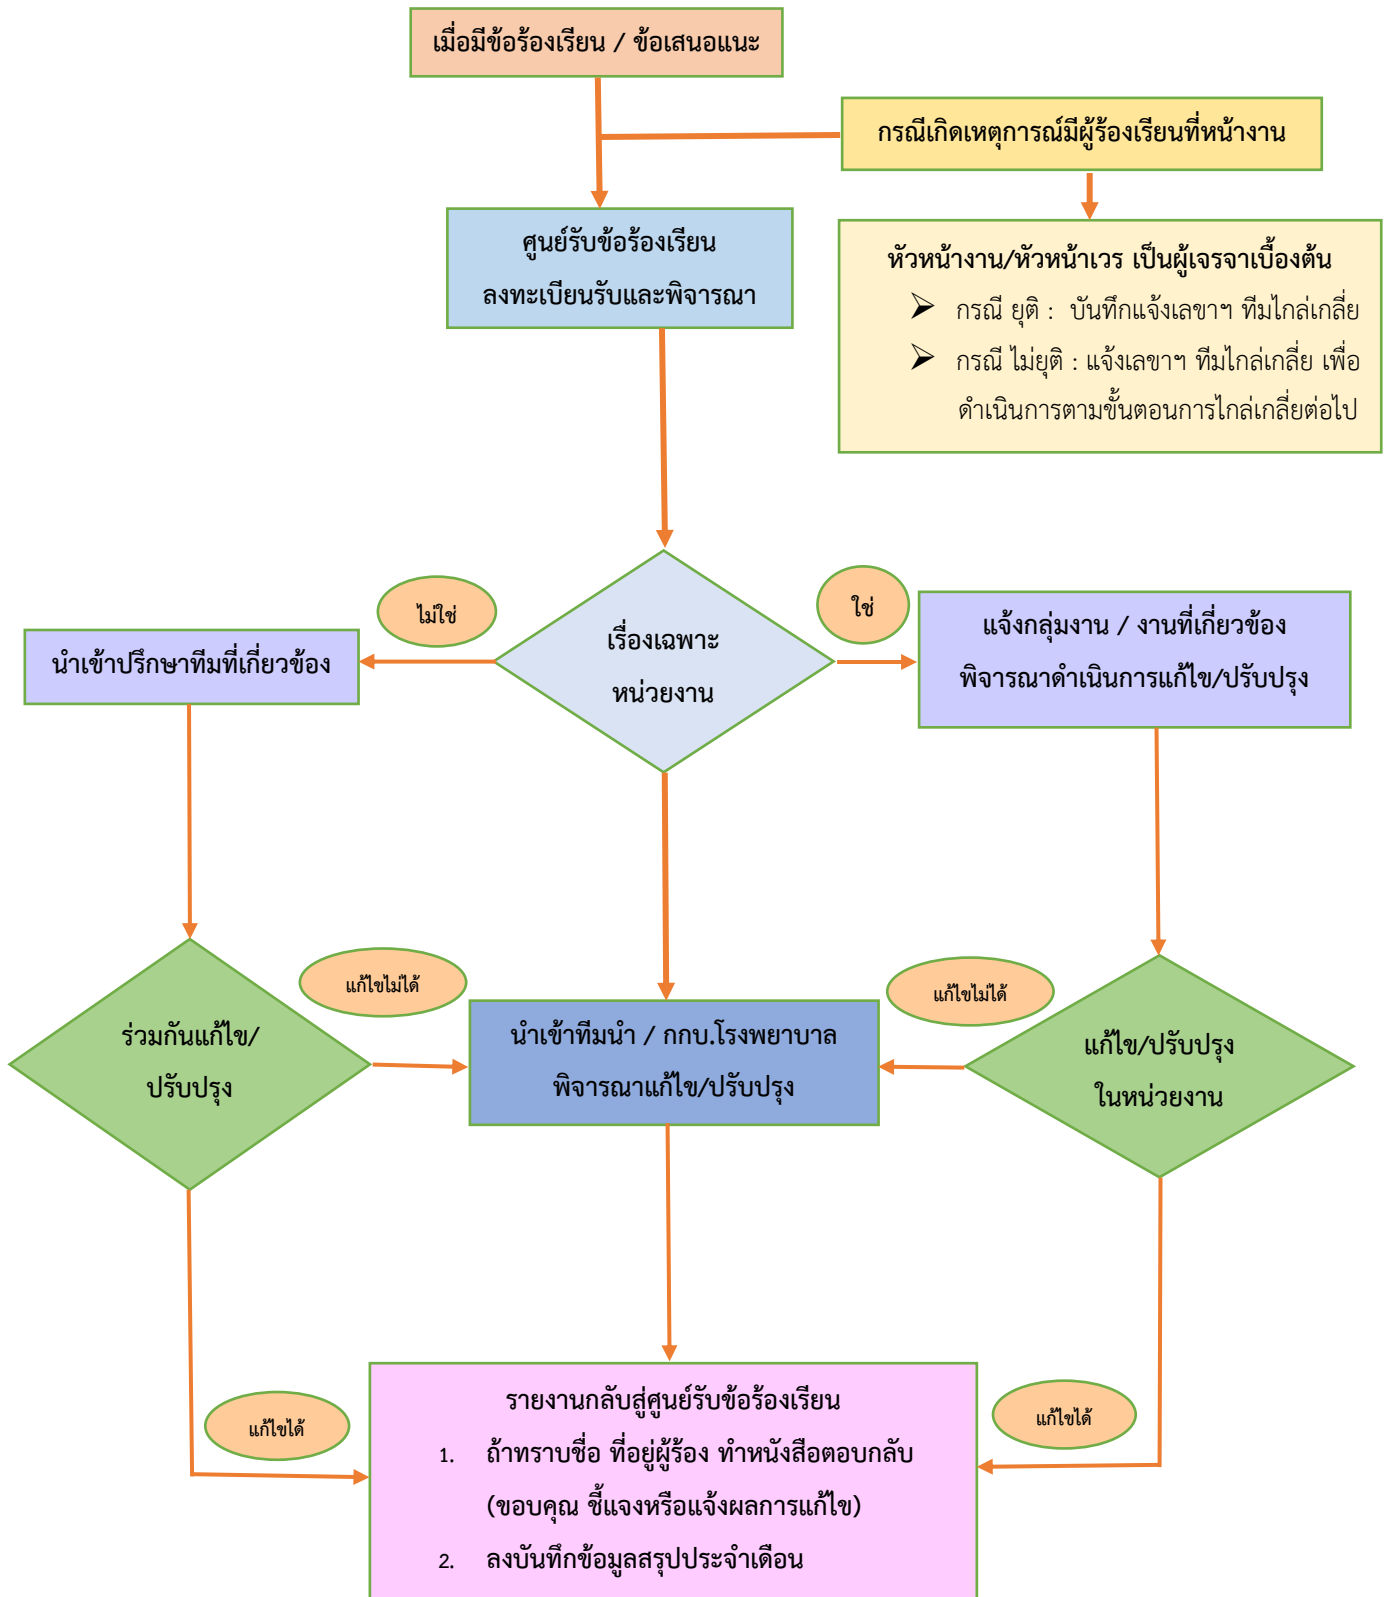 เมื่อมีข้อร้องเรียน / ข้อเสนอแนะ
กรณีเกิดเหตุการณ์มีผู้ร้องเรียนที่หน้างาน
ศูนย์รับข้อร้องเรียน
ลงทะเบียนรับและพิจารณา
หัวหน้างาน/หัวหน้าเวร เป็นผู้เจรจาเบื้องต้น
➢ กรณี ยุติ : บันทึกแจ้งเลขาฯ ทีมไกล่เกลี่ย
➢ กรณี ไม่ยุติ : แจ้งเลขาฯ ทีมไกล่เกลี่ย เพื่อ
ดำเนินการตามขั้นตอนการไกล่เกลี่ยต่อไป
ไม่ใช่
ใช่
เรื่องเฉพาะ
หน่วยงาน
นำเข้าปรึกษาทีมที่เกี่ยวข้อง
แจ้งกลุ่มงาน / งานที่เกี่ยวข้อง
พิจารณาดำเนินการแก้ไข/ปรับปรุง
แก้ไขไม่ได้
แก้ไขไม่ได้
ร่วมกันแก้ไข/
ปรับปรุง
นำเข้าทีมนำ / กกบ.โรงพยาบาล
พิจารณาแก้ไข/ปรับปรุง
แก้ไข/ปรับปรุง
ในหน่วยงาน
แก้ไขได้
แก้ไขได้
รายงานกลับสู่ศูนย์รับข้อร้องเรียน
1. ถ้าทราบชื่อ ที่อยู่ผู้ร้อง ทำหนังสือตอบกลับ
(ขอบคุณ ชี้แจงหรือแจ้งผลการแก้ไข)
2. ลงบันทึกข้อมูลสรุปประจำเดือน